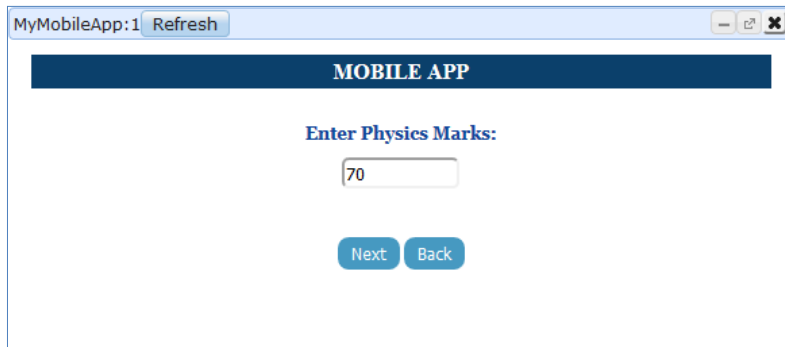 MyMobileApp:1 Refresh
MOBILE APP
Enter Physics Marks:
70
Next Back